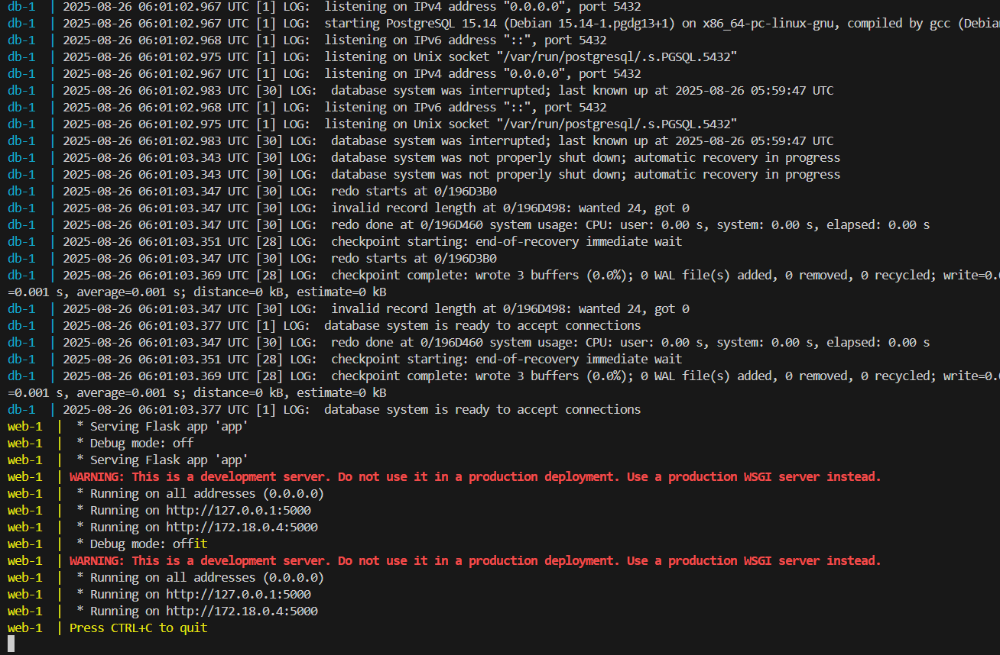 db-1  | 2025-08-26 06:01:02.967 UTC [1] LOG:  listening on IPv4 address "0.0.0.0", port 5432
db-1  | 2025-08-26 06:01:02.967 UTC [1] LOG:  starting PostgreSQL 15.14 (Debian 15.14-1.pgdg13+1) on x86_64-pc-linux-gnu, compiled by gcc (Debia
db-1  | 2025-08-26 06:01:02.968 UTC [1] LOG:  listening on IPv6 address "::", port 5432
db-1  | 2025-08-26 06:01:02.975 UTC [1] LOG:  listening on Unix socket "/var/run/postgresql/.s.PGSQL.5432"
db-1  | 2025-08-26 06:01:02.967 UTC [1] LOG:  listening on IPv4 address "0.0.0.0", port 5432
db-1  | 2025-08-26 06:01:02.983 UTC [30] LOG:  database system was interrupted; last known up at 2025-08-26 05:59:47 UTC
db-1  | 2025-08-26 06:01:02.968 UTC [1] LOG:  listening on IPv6 address "::", port 5432
db-1  | 2025-08-26 06:01:02.975 UTC [1] LOG:  listening on Unix socket "/var/run/postgresql/.s.PGSQL.5432"
db-1  | 2025-08-26 06:01:02.983 UTC [30] LOG:  database system was interrupted; last known up at 2025-08-26 05:59:47 UTC
db-1  | 2025-08-26 06:01:03.343 UTC [30] LOG:  database system was not properly shut down; automatic recovery in progress
db-1  | 2025-08-26 06:01:03.343 UTC [30] LOG:  database system was not properly shut down; automatic recovery in progress
db-1  | 2025-08-26 06:01:03.347 UTC [30] LOG:  redo starts at 0/196D3B0
db-1  | 2025-08-26 06:01:03.347 UTC [30] LOG:  invalid record length at 0/196D498: wanted 24, got 0
db-1  | 2025-08-26 06:01:03.347 UTC [30] LOG:  redo done at 0/196D460 system usage: CPU: user: 0.00 s, system: 0.00 s, elapsed: 0.00 s
db-1  | 2025-08-26 06:01:03.351 UTC [28] LOG:  checkpoint starting: end-of-recovery immediate wait
db-1  | 2025-08-26 06:01:03.347 UTC [30] LOG:  redo starts at 0/196D3B0
db-1  | 2025-08-26 06:01:03.369 UTC [28] LOG:  checkpoint complete: wrote 3 buffers (0.0%); 0 WAL file(s) added, 0 removed, 0 recycled; write=0.
=0.001 s, average=0.001 s; distance=0 kB, estimate=0 kB
db-1  | 2025-08-26 06:01:03.347 UTC [30] LOG:  invalid record length at 0/196D498: wanted 24, got 0
db-1  | 2025-08-26 06:01:03.377 UTC [1] LOG:  database system is ready to accept connections
db-1  | 2025-08-26 06:01:03.347 UTC [30] LOG:  redo done at 0/196D460 system usage: CPU: user: 0.00 s, system: 0.00 s, elapsed: 0.00 s
db-1  | 2025-08-26 06:01:03.351 UTC [28] LOG:  checkpoint starting: end-of-recovery immediate wait
db-1  | 2025-08-26 06:01:03.369 UTC [28] LOG:  checkpoint complete: wrote 3 buffers (0.0%); 0 WAL file(s) added, 0 removed, 0 recycled; write=0.
=0.001 s, average=0.001 s; distance=0 kB, estimate=0 kB
db-1  | 2025-08-26 06:01:03.377 UTC [1] LOG:  database system is ready to accept connections
web-1  |  * Serving Flask app 'app'
web-1  |  * Debug mode: off
web-1  |  * Serving Flask app 'app'
web-1  | WARNING: This is a development server. Do not use it in a production deployment. Use a production WSGI server instead.
web-1  |  * Running on all addresses (0.0.0.0)
web-1  |  * Running on http://127.0.0.1:5000
web-1  |  * Running on http://172.18.0.4:5000
web-1  |  * Debug mode: offit
web-1  | WARNING: This is a development server. Do not use it in a production deployment. Use a production WSGI server instead.
web-1  |  * Running on all addresses (0.0.0.0)
web-1  |  * Running on http://127.0.0.1:5000
web-1  |  * Running on http://172.18.0.4:5000
web-1  | Press CTRL+C to quit